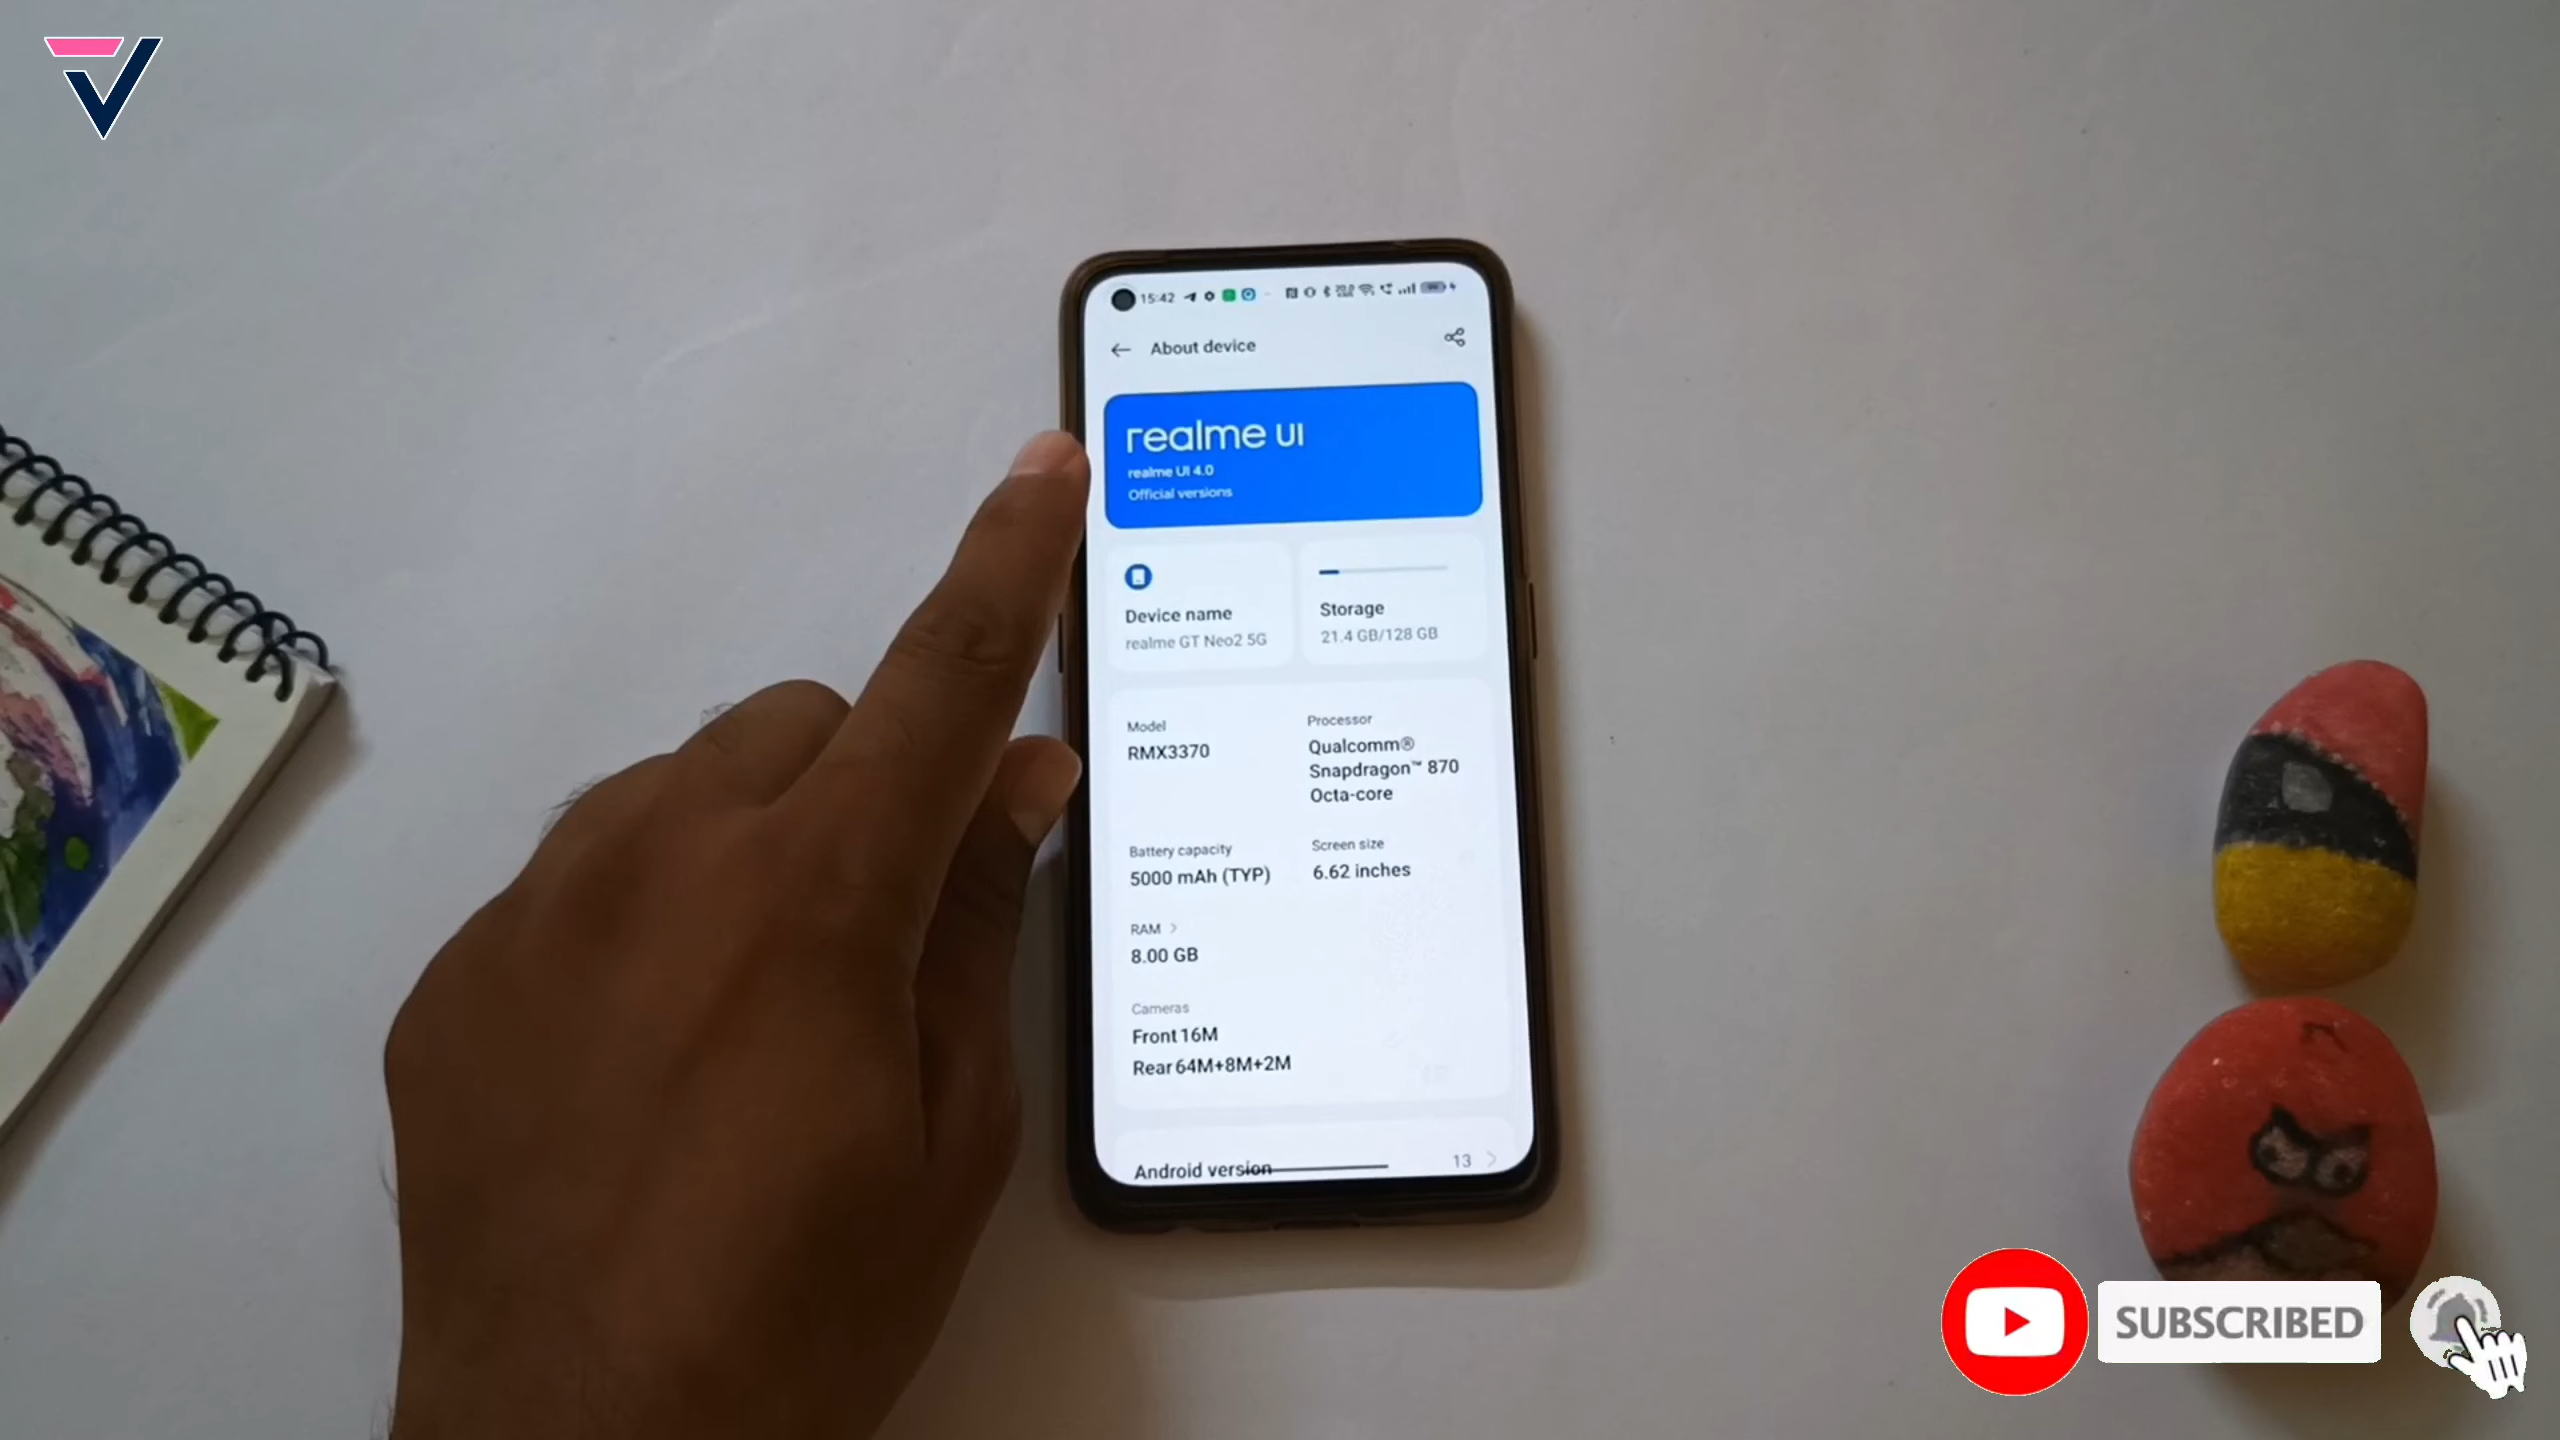 15:42
About device
realme UI
realme UI 4.0
Official versions
Device name
realme GT Neo2 5G
Storage
21.4 GB/128 GB
Model
RMX3370
Processor
Qualcomm®
Snapdragon™ 870
Octa-core
Battery capacity
5000 mAh (TYP)
Screen size
6.62 inches
RAM >
8.00 GB
Cameras
Front 16M
Rear 64M+8M+2M
Android version
13 >
SUBSCRIBED